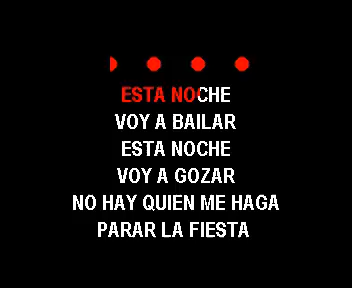 ESTA NOCHE
VOY A BAILAR
ESTA NOCHE
VOY A GOZAR
NO HAY QUIEN ME HAGA
PARAR LA FIESTA